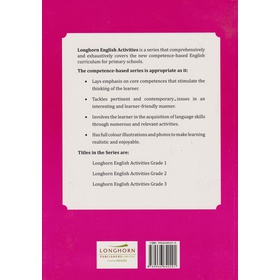 Longhorn English Activities is a series that comprehensively
and exhaustively covers the new competence-based English
curriculum for primary schools.
The competence-based series is appropriate as it:
• Lays emphasis on core competences that stimulate the
thinking of the learner.
• Tackles pertinent and contemporary issues in an
interesting and learner-friendly manner.
• Involves the learner in the acquisition of language skills
through numerous and relevant activities.
• Has full colour illustrations and photos to make learning
realistic and enjoyable.
Titles in the Series are:
Longhorn English Activities Grade 1
Longhorn English Activities Grade 2
Longhorn English Activities Grade 3
LONGHORN